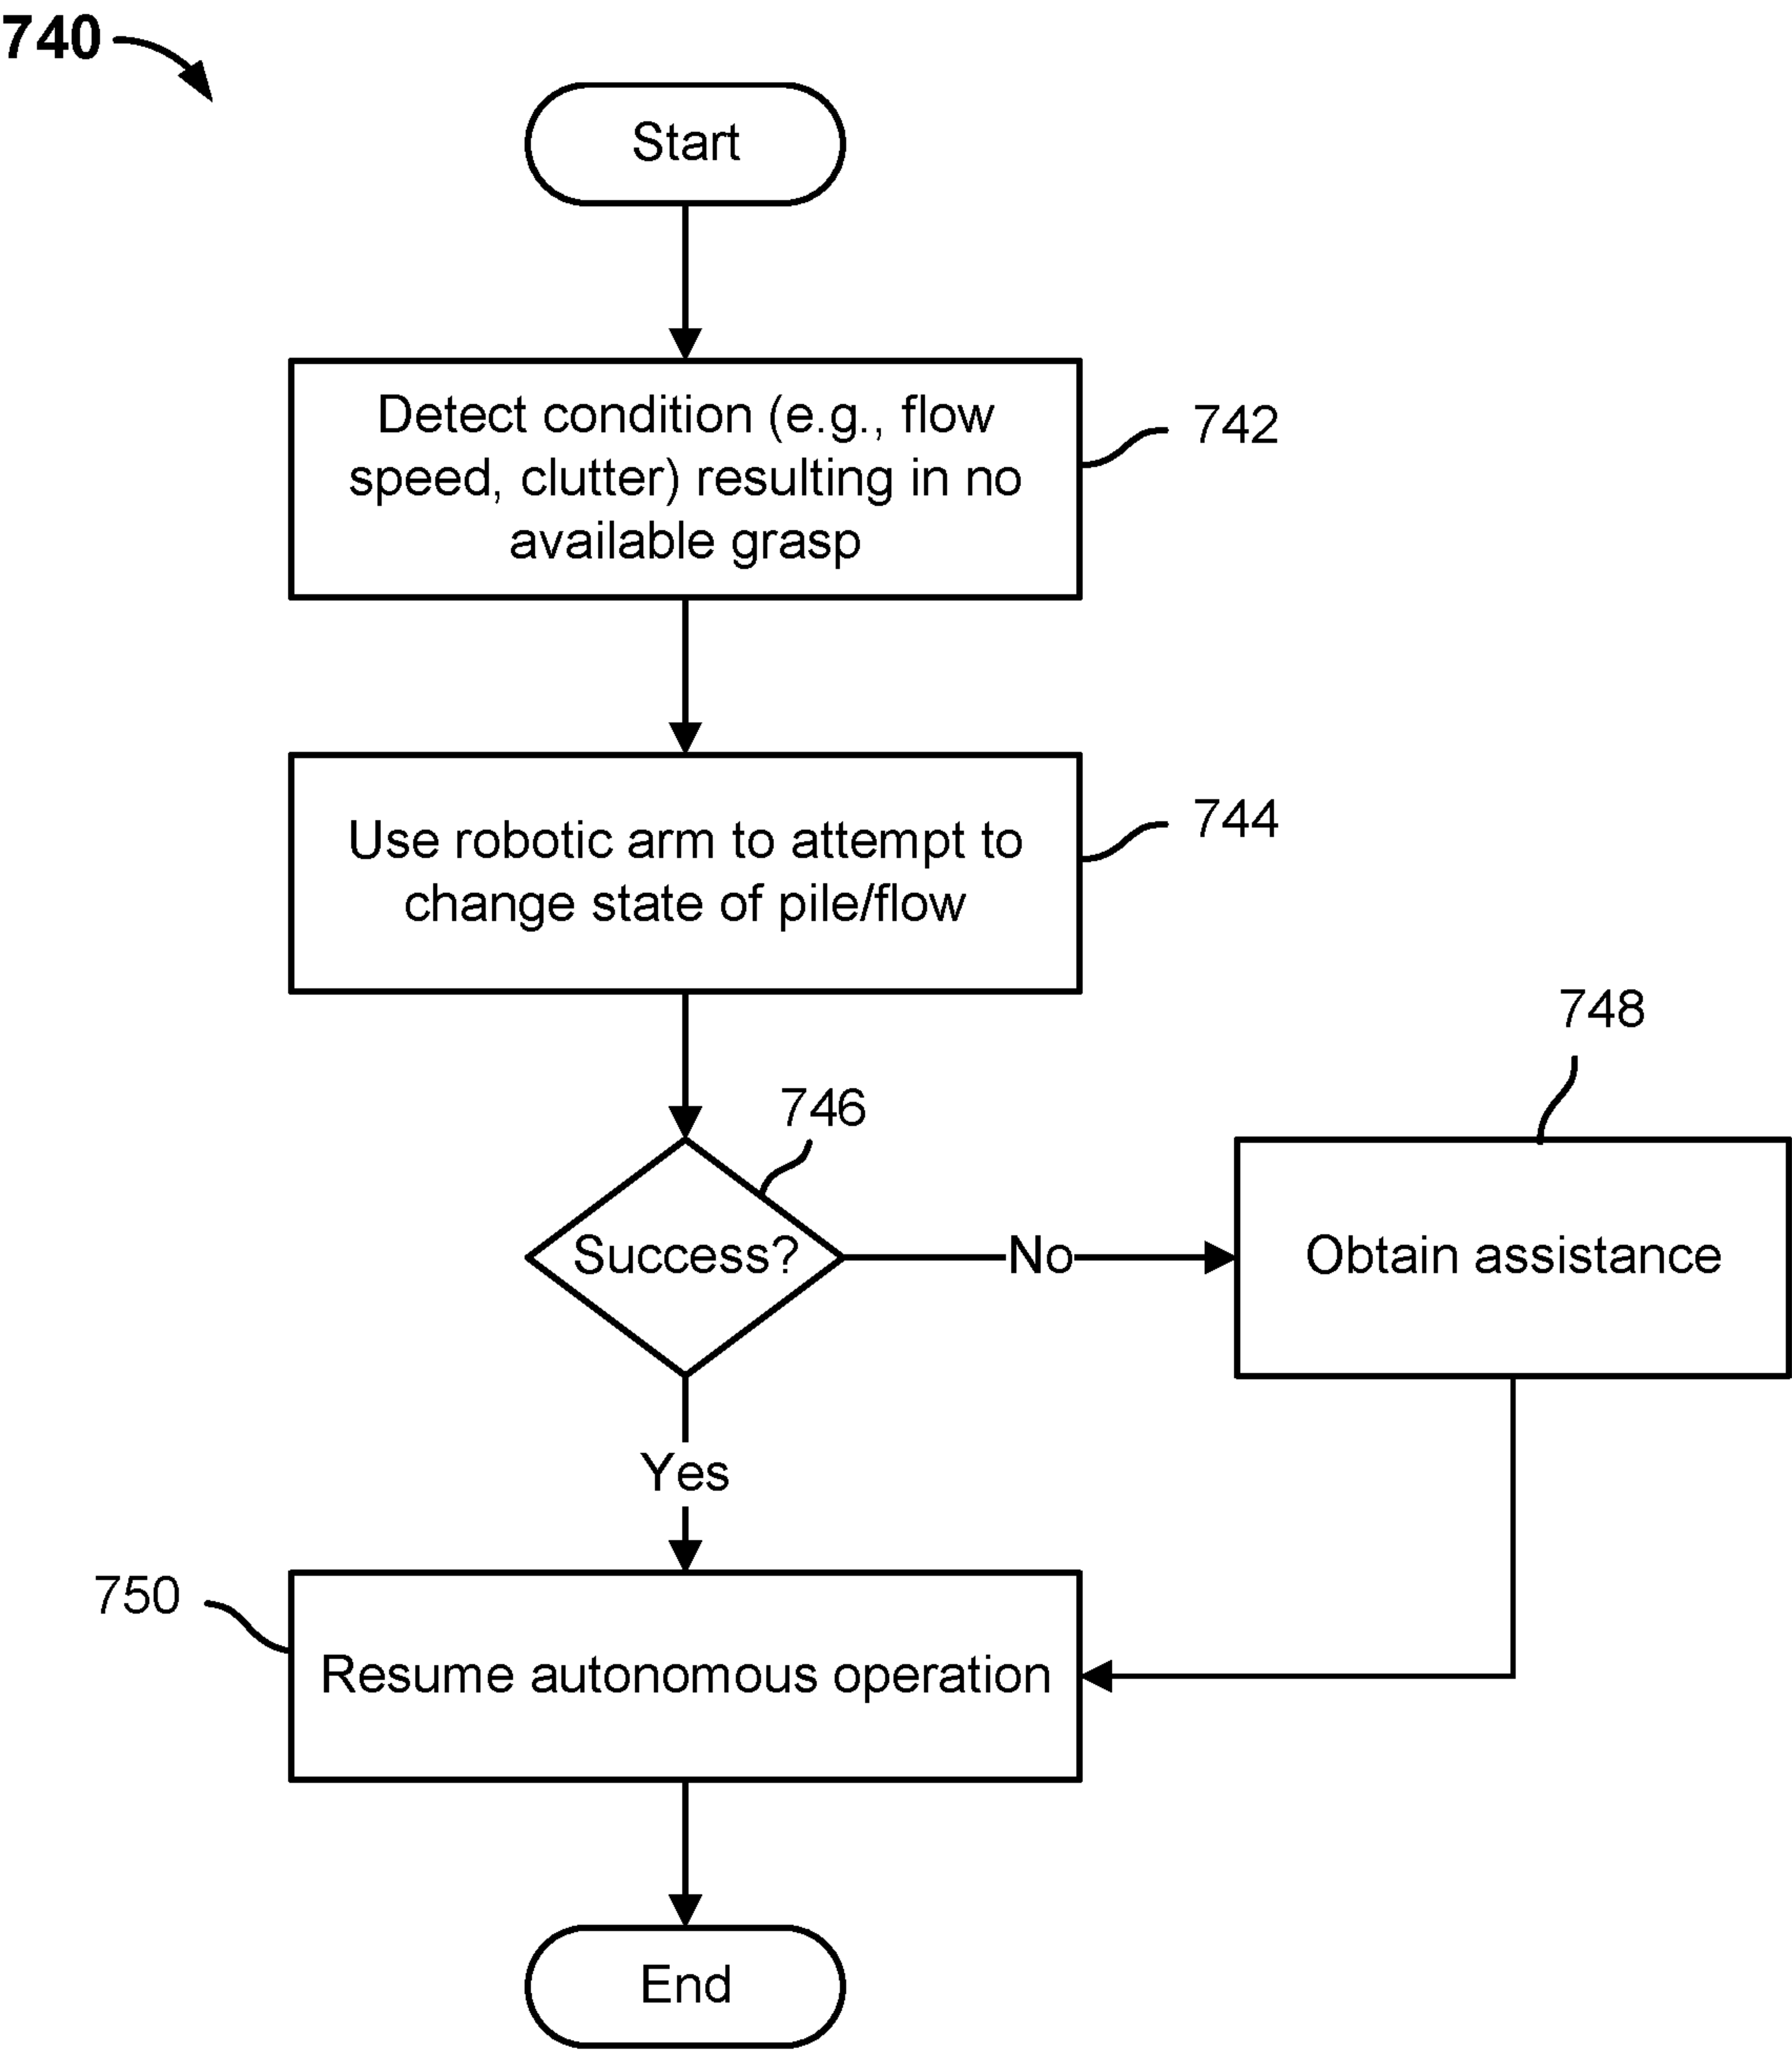 740
Start
Detect condition (e.g., flow
speed, clutter) resulting in no
available grasp
742
Use robotic arm to attempt to
change state of pile/flow
744
746
748
Success?
No
Obtain assistance
Yes
750
Resume autonomous operation
End